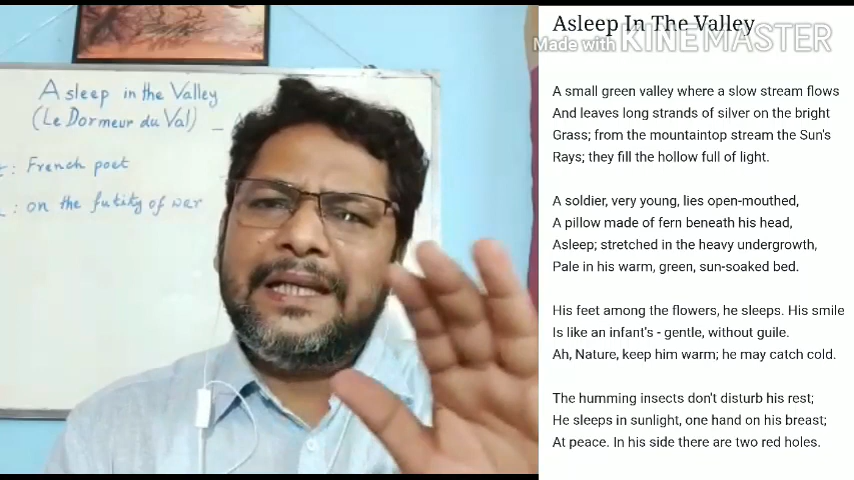 Asleep in the Valley
(Le Dormeur du Val)
: French poet
: on the futility of war
Asleep In The Valley
Made with KINEMASTER
A small green valley where a slow stream flows
And leaves long strands of silver on the bright
Grass; from the mountaintop stream the Sun's
Rays; they fill the hollow full of light.
A soldier, very young, lies open-mouthed,
A pillow made of fern beneath his head,
Asleep; stretched in the heavy undergrowth,
Pale in his warm, green, sun-soaked bed.
His feet among the flowers, he sleeps. His smile
Is like an infant's - gentle, without guile.
Ah, Nature, keep him warm; he may catch cold.
The humming insects don't disturb his rest;
He sleeps in sunlight, one hand on his breast;
At peace. In his side there are two red holes.